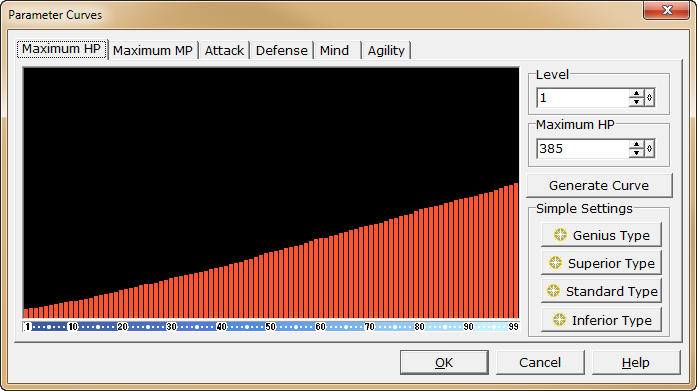 Parameter Curves
Maximum HP Maximum MP Attack Defense Mind Agility
Level
1
Maximum HP
385
Generate Curve
Simple Settings
Genius Type
Superior Type
Standard Type
Inferior Type
1 10 20 30 40 50 60 70 80 90 99
OK Cancel Help